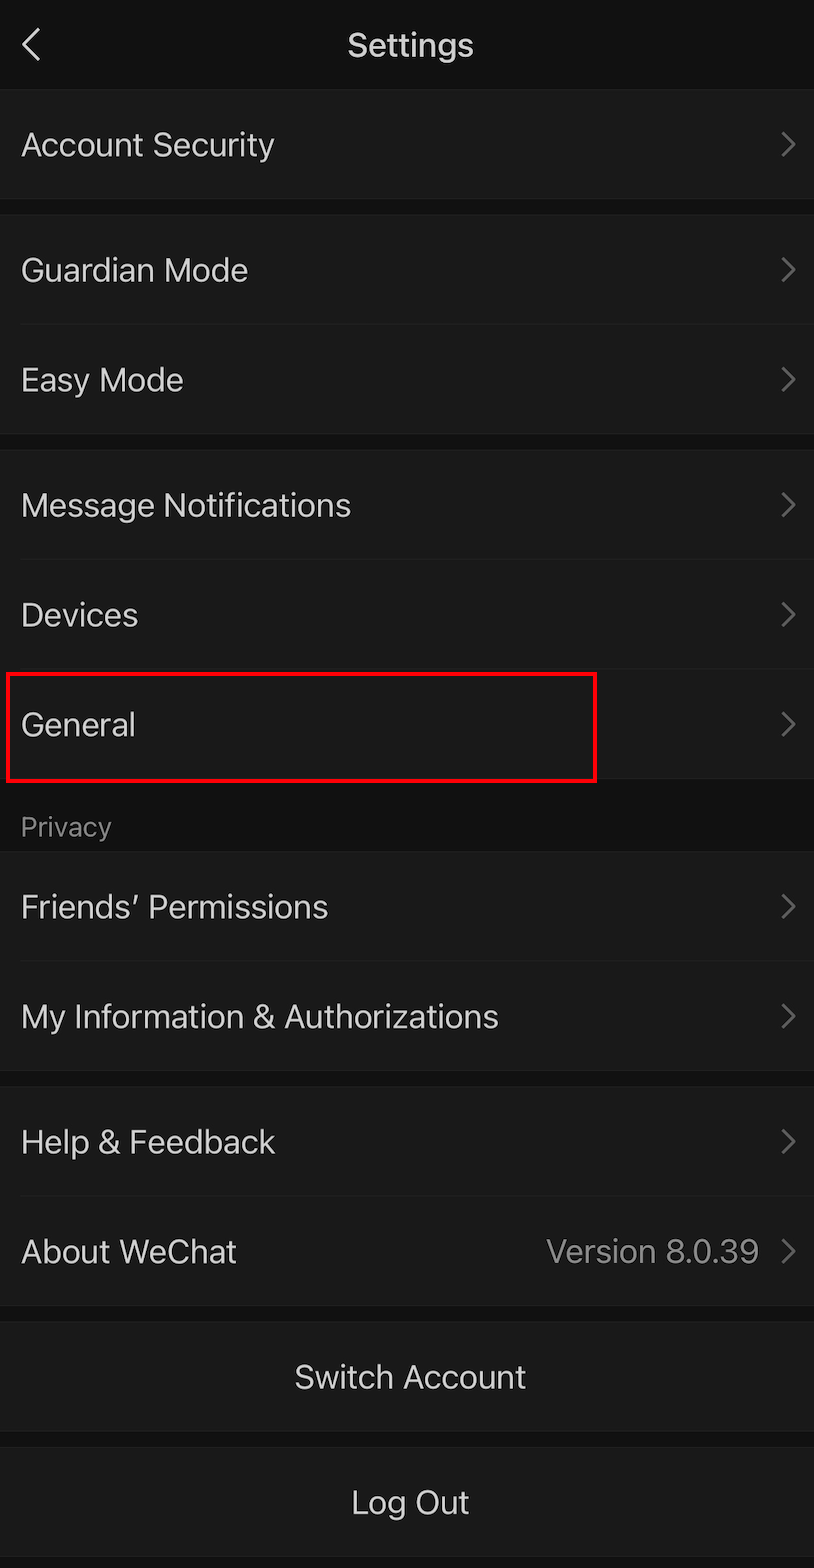 Settings
Account Security
Guardian Mode
Easy Mode
Message Notifications
Devices
General
Privacy
Friends’ Permissions
My Information & Authorizations
Help & Feedback
About WeChat Version 8.0.39
Switch Account
Log Out